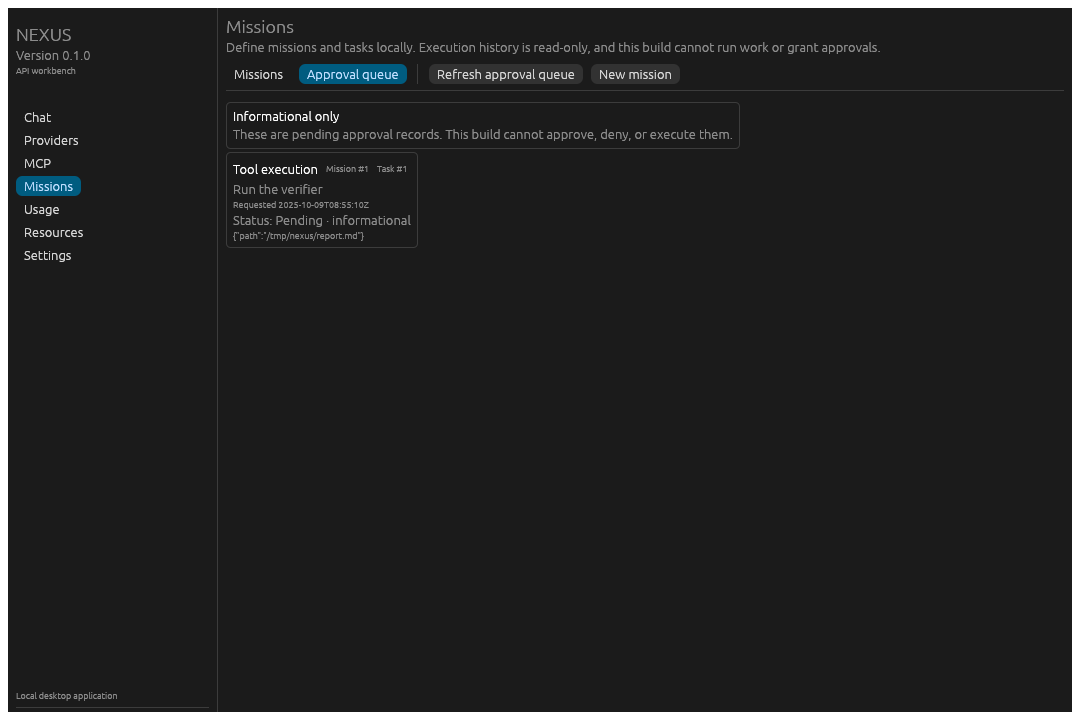 NEXUS
Version 0.1.0
API workbench
Chat
Providers
MCP
Missions
Usage
Resources
Settings
Local desktop application
Missions
Define missions and tasks locally. Execution history is read-only, and this build cannot run work or grant approvals.
Missions Approval queue Refresh approval queue New mission
Informational only
These are pending approval records. This build cannot approve, deny, or execute them.
Tool execution Mission #1 Task #1
Run the verifier
Requested 2025-10-09T08:55:10Z
Status: Pending · informational
{"path":"/tmp/nexus/report.md"}